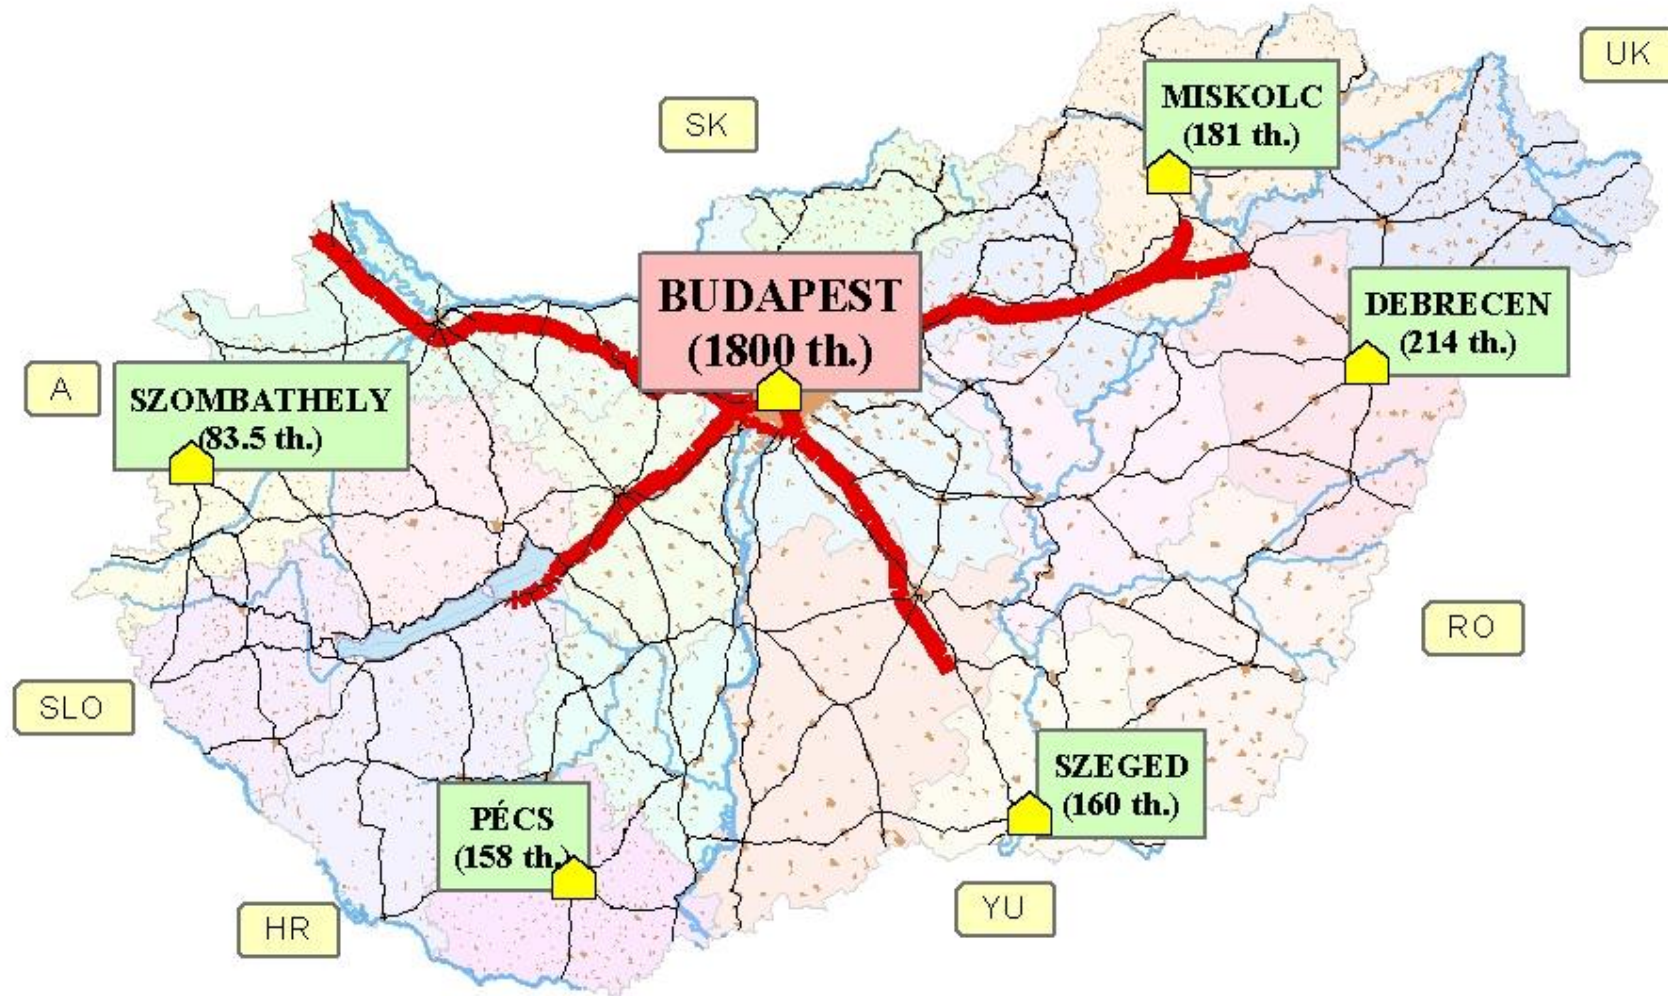 UK
SK
MISKOLC
(181 th.)
BUDAPEST
(1800 th.)
DEBRECEN
(214 th.)
A
SZOMBATHELY
(83.5 th.)
RO
SLO
SZEGED
(160 th.)
PÉCS
(158 th.)
YU
HR